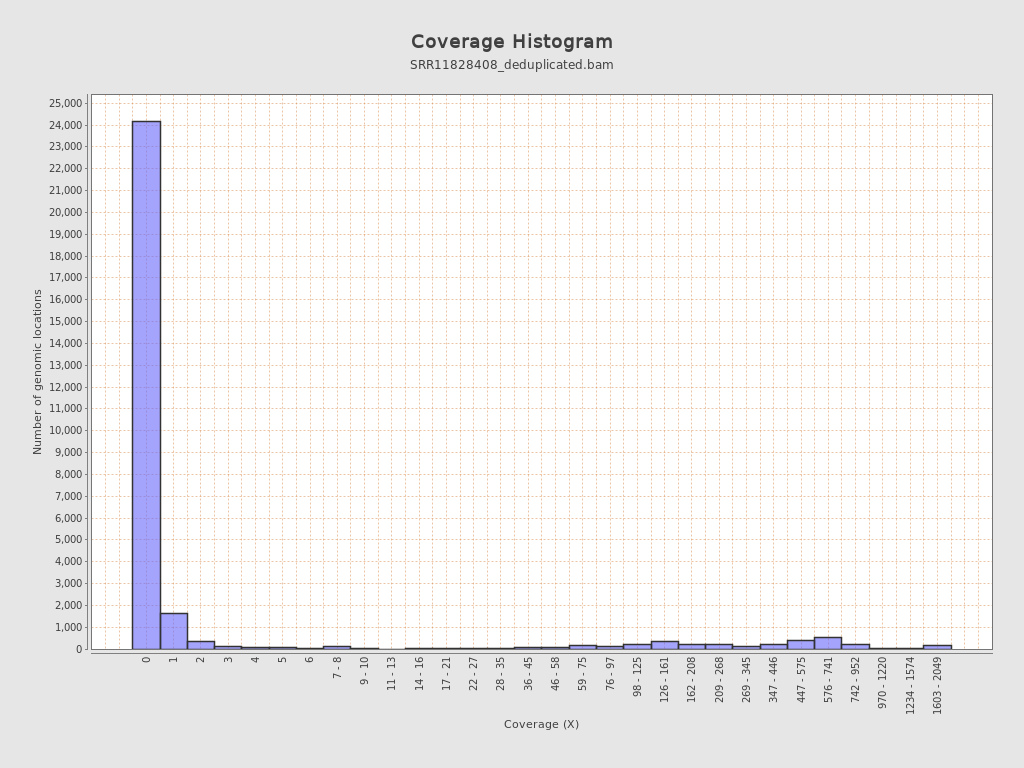 Coverage Histogram
SRR11828408_deduplicated.bam
Number of genomic locations
25,000
24,000
23,000
22,000
21,000
20,000
19,000
18,000
17,000
16,000
15,000
14,000
13,000
12,000
11,000
10,000
9,000
8,000
7,000
6,000
5,000
4,000
3,000
2,000
1,000
0
0
1
2
3
4
5
6
7 - 8
9 - 10
11 - 13
14 - 16
17 - 21
22 - 27
28 - 35
36 - 45
46 - 58
59 - 75
76 - 97
98 - 125
126 - 161
162 - 208
209 - 268
269 - 345
347 - 446
447 - 575
576 - 741
742 - 952
970 - 1220
1234 - 1574
1603 - 2049
Coverage (X)